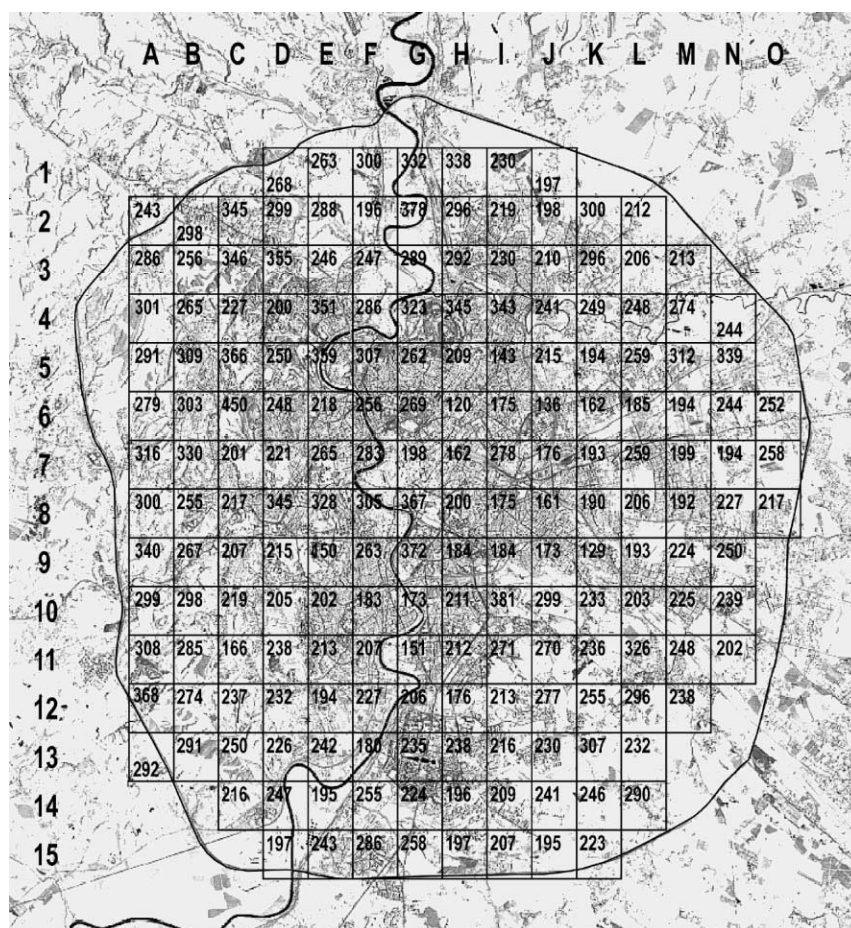 A B C D E F G H I J K L M N O
1 268 263 300 332 338 230 197
2 243 298 345 299 288 196 378 296 219 198 300 212
3 286 256 346 355 246 247 289 292 230 210 296 206 213
4 301 265 227 200 351 286 323 345 343 241 249 248 274 244
5 291 309 366 250 359 307 262 209 143 215 194 259 312 339
6 279 303 450 248 218 256 269 120 175 136 162 185 194 244 252
7 316 330 201 221 265 283 198 162 278 176 193 259 199 194 258
8 300 255 217 345 328 305 367 200 175 161 190 206 192 227 217
9 340 267 207 215 150 263 372 184 184 173 129 193 224 250
10 299 298 219 205 202 183 173 211 381 299 233 203 225 239
11 308 285 166 238 213 207 151 212 271 270 236 326 248 202
12 368 274 237 232 194 227 206 176 213 277 255 296 238
13 292 291 250 226 242 180 235 238 216 230 307 232
14 216 247 195 255 224 196 209 241 246 290
15 197 243 286 258 197 207 195 223